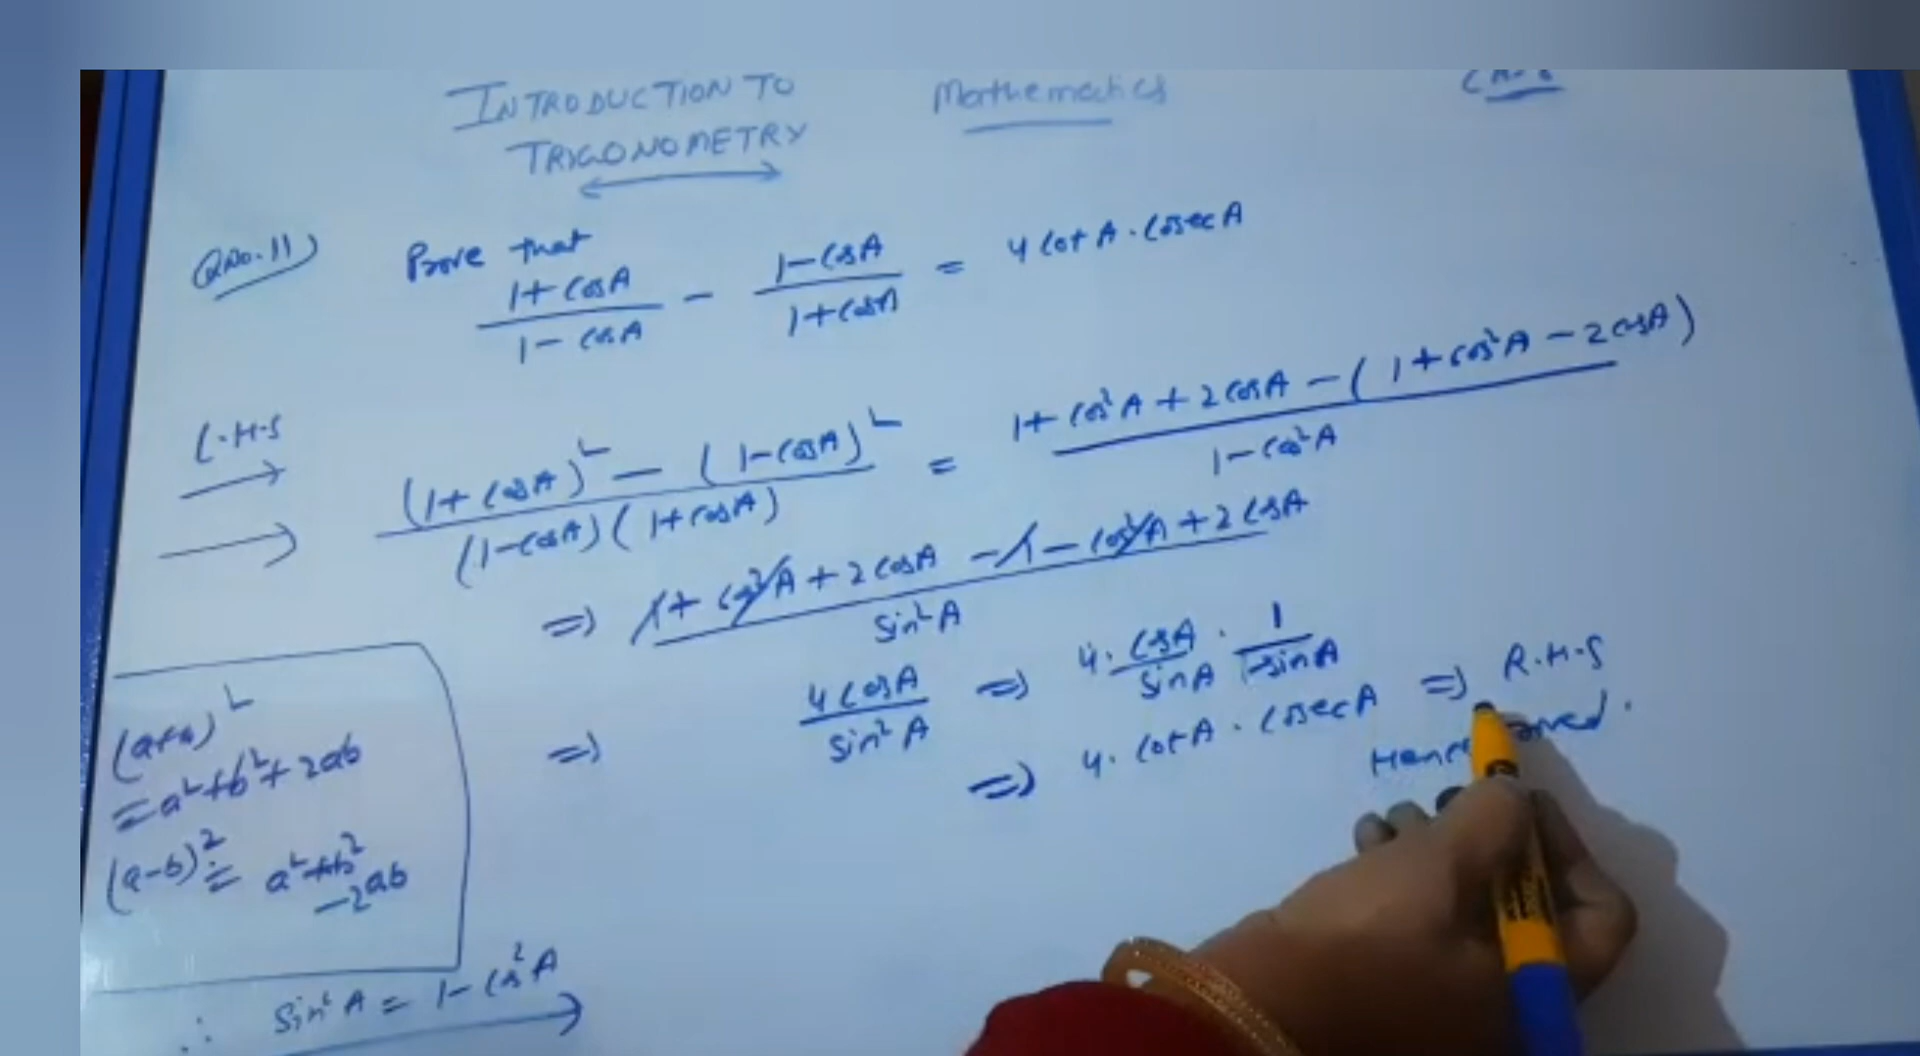 INTRODUCTION TO
TRIGONOMETRY
Mathematics
Q No. 11) Prove that
1+cosA / 1-cosA - 1-cosA / 1+cosA = 4 cot A . cosec A
L.H.S
(1+cosA)² - (1-cosA)² / (1-cosA)(1+cosA) = 1+cos²A+2cosA-(1+cos²A-2cosA) / 1-cos²A
=> 1+cos²A+2cosA-1-cos²A+2cosA / sin²A
=> 4cosA / sin²A => 4. cosA / sinA . 1 / sinA
=> 4. cotA . cosecA => R.H.S
= a²+b²+2ab
(a-b)² = a²+b²
-2ab
∴ sin²A = 1-cos²A